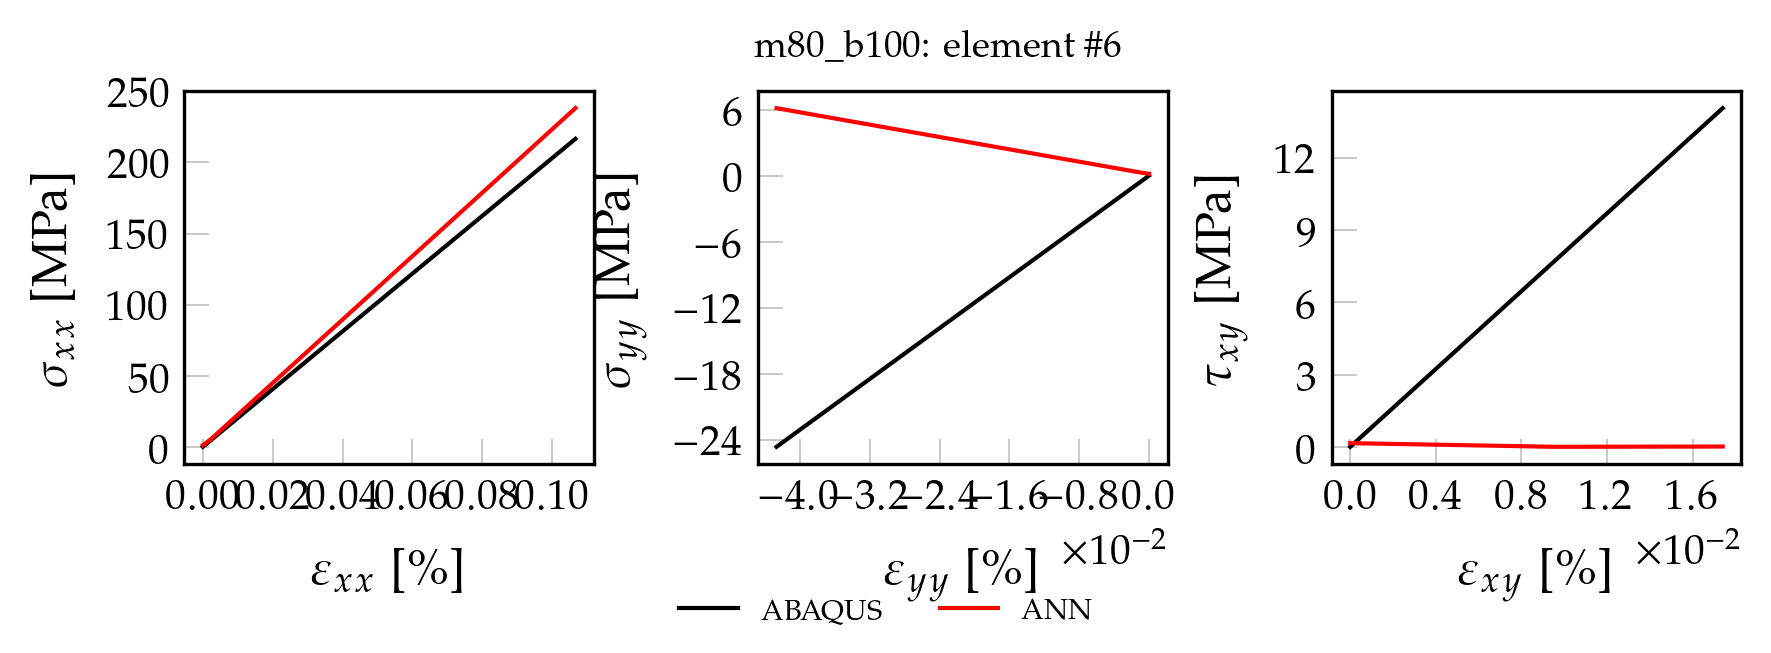 m80_b100: element #6
250
200
150
100
50
0
σxx [MPa]
0.00 0.02 0.04 0.06 0.08 0.10
εxx [%]
6
0
−6
−12
−18
−24
σyy [MPa]
−4.0 −3.2 −2.4 −1.6 −0.8 0.0
×10⁻²
εyy [%]
12
9
6
3
0
τxy [MPa]
0.0 0.4 0.8 1.2 1.6
×10⁻²
εxy [%]
ABAQUS ANN